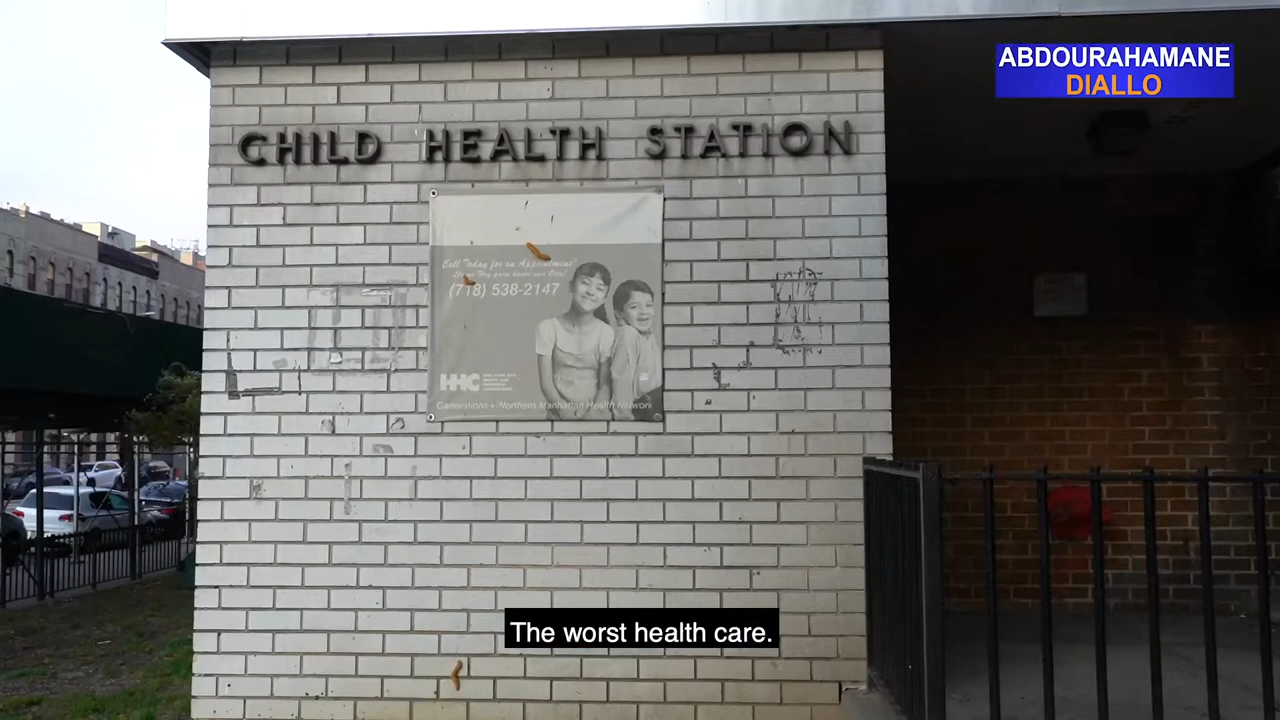 ABDOURAHAMANE
DIALLO
CHILD HEALTH STATION
Call Today for an Appointment!
(718) 538-2147
HHC
Generations+/Northern Manhattan Health Network
The worst health care.